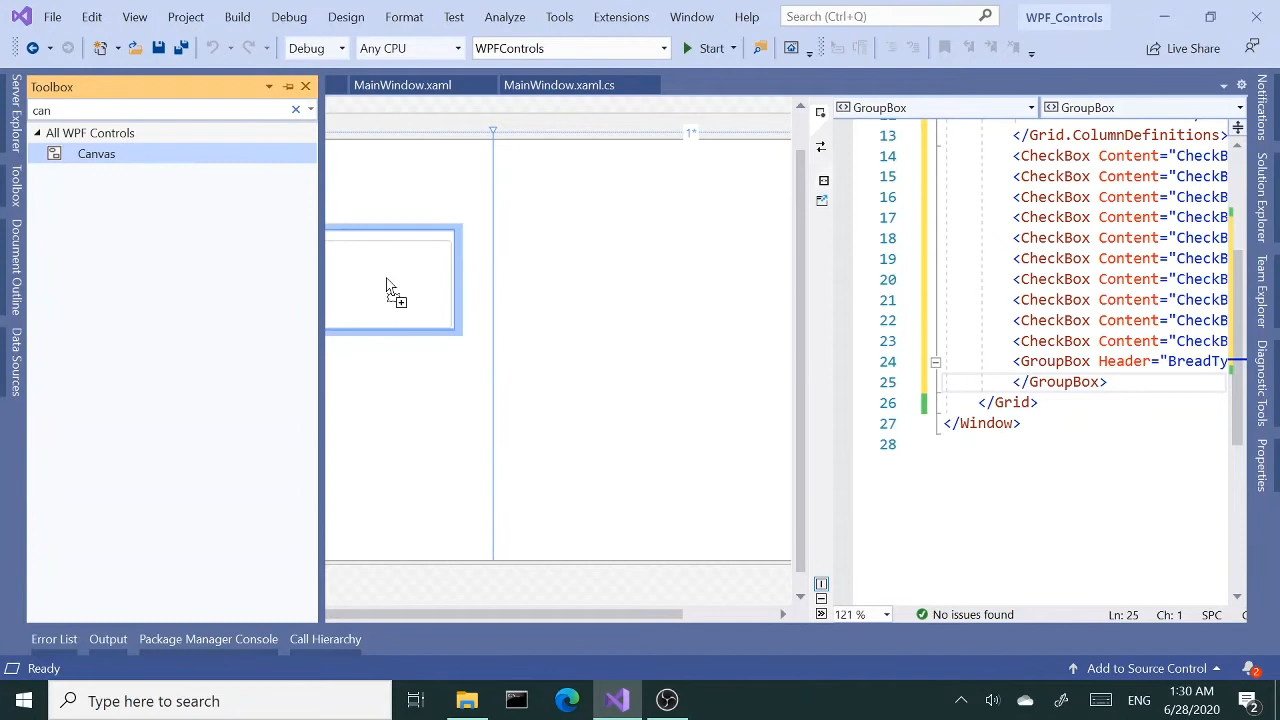 File Edit View Project Build Debug Design Format Test Analyze Tools Extensions Window Help Search (Ctrl+Q) WPF_Controls
Debug Any CPU WPFControls Start Live Share
Toolbox
MainWindow.xaml MainWindow.xaml.cs
can
All WPF Controls
Canvas
Server Explorer
Toolbox
Document Outline
Data Sources
1*
GroupBox GroupBox
13 </Grid.ColumnDefinitions>
14 <CheckBox Content="CheckB
15 <CheckBox Content="CheckB
16 <CheckBox Content="CheckB
17 <CheckBox Content="CheckB
18 <CheckBox Content="CheckB
19 <CheckBox Content="CheckB
20 <CheckBox Content="CheckB
21 <CheckBox Content="CheckB
22 <CheckBox Content="CheckB
23 <CheckBox Content="CheckB
24 <GroupBox Header="BreadTy
25 </GroupBox>
26 </Grid>
27 </Window>
28
Notifications
Solution Explorer
Team Explorer
Diagnostic Tools
Properties
121 % No issues found Ln: 25 Ch: 1 SPC
Error List Output Package Manager Console Call Hierarchy
Ready Add to Source Control 2
Type here to search ENG 1:30 AM
6/28/2020 2